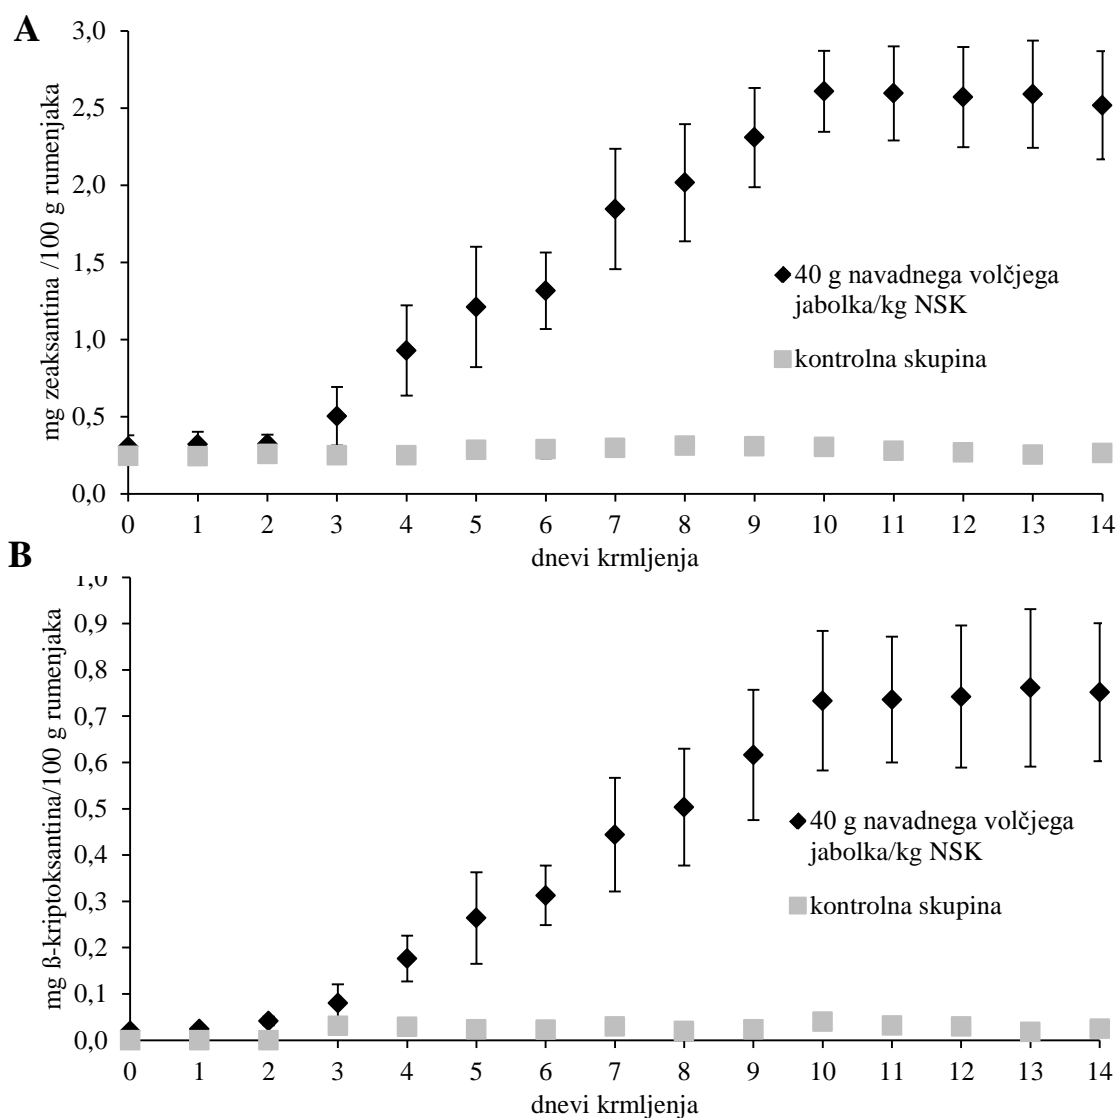 A
3,0
2,5
2,0
1,5
1,0
0,5
0,0
mg zeaksantina /100 g rumenjaka
40 g navadnega volčjega
jabolka/kg NSK
kontrolna skupina
0 1 2 3 4 5 6 7 8 9 10 11 12 13 14
dnevi krmljenja
B
1,0
0,9
0,8
0,7
0,6
0,5
0,4
0,3
0,2
0,1
0,0
mg ß-kriptoksantina/100 g rumenjaka
40 g navadnega volčjega
jabolka/kg NSK
kontrolna skupina
0 1 2 3 4 5 6 7 8 9 10 11 12 13 14
dnevi krmljenja